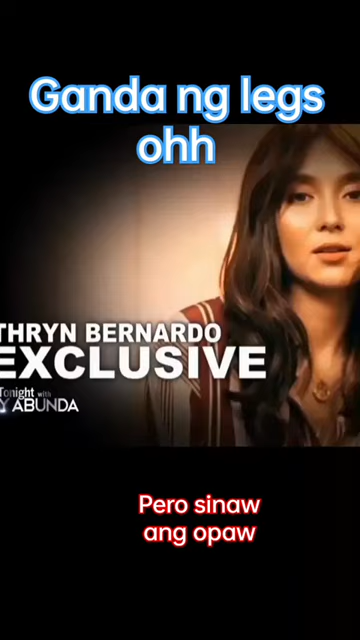 Ganda ng legs
ohh
THRYN BERNARDO
EXCLUSIVE
Tonight with
Y ABUNDA
Pero sinaw
ang opaw